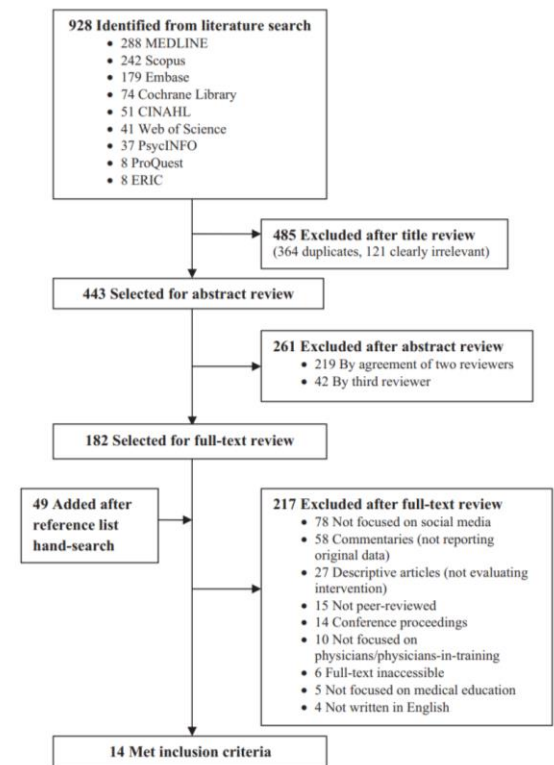 928 Identified from literature search
• 288 MEDLINE
• 242 Scopus
• 179 Embase
• 74 Cochrane Library
• 51 CINAHL
• 41 Web of Science
• 37 PsycINFO
• 8 ProQuest
• 8 ERIC
485 Excluded after title review
(364 duplicates, 121 clearly irrelevant)
443 Selected for abstract review
261 Excluded after abstract review
• 219 By agreement of two reviewers
• 42 By third reviewer
182 Selected for full-text review
49 Added after
reference list
hand-search
217 Excluded after full-text review
• 78 Not focused on social media
• 58 Commentaries (not reporting
original data)
• 27 Descriptive articles (not evaluating
intervention)
• 15 Not peer-reviewed
• 14 Conference proceedings
• 10 Not focused on
physicians/physicians-in-training
• 6 Full-text inaccessible
• 5 Not focused on medical education
• 4 Not written in English
14 Met inclusion criteria